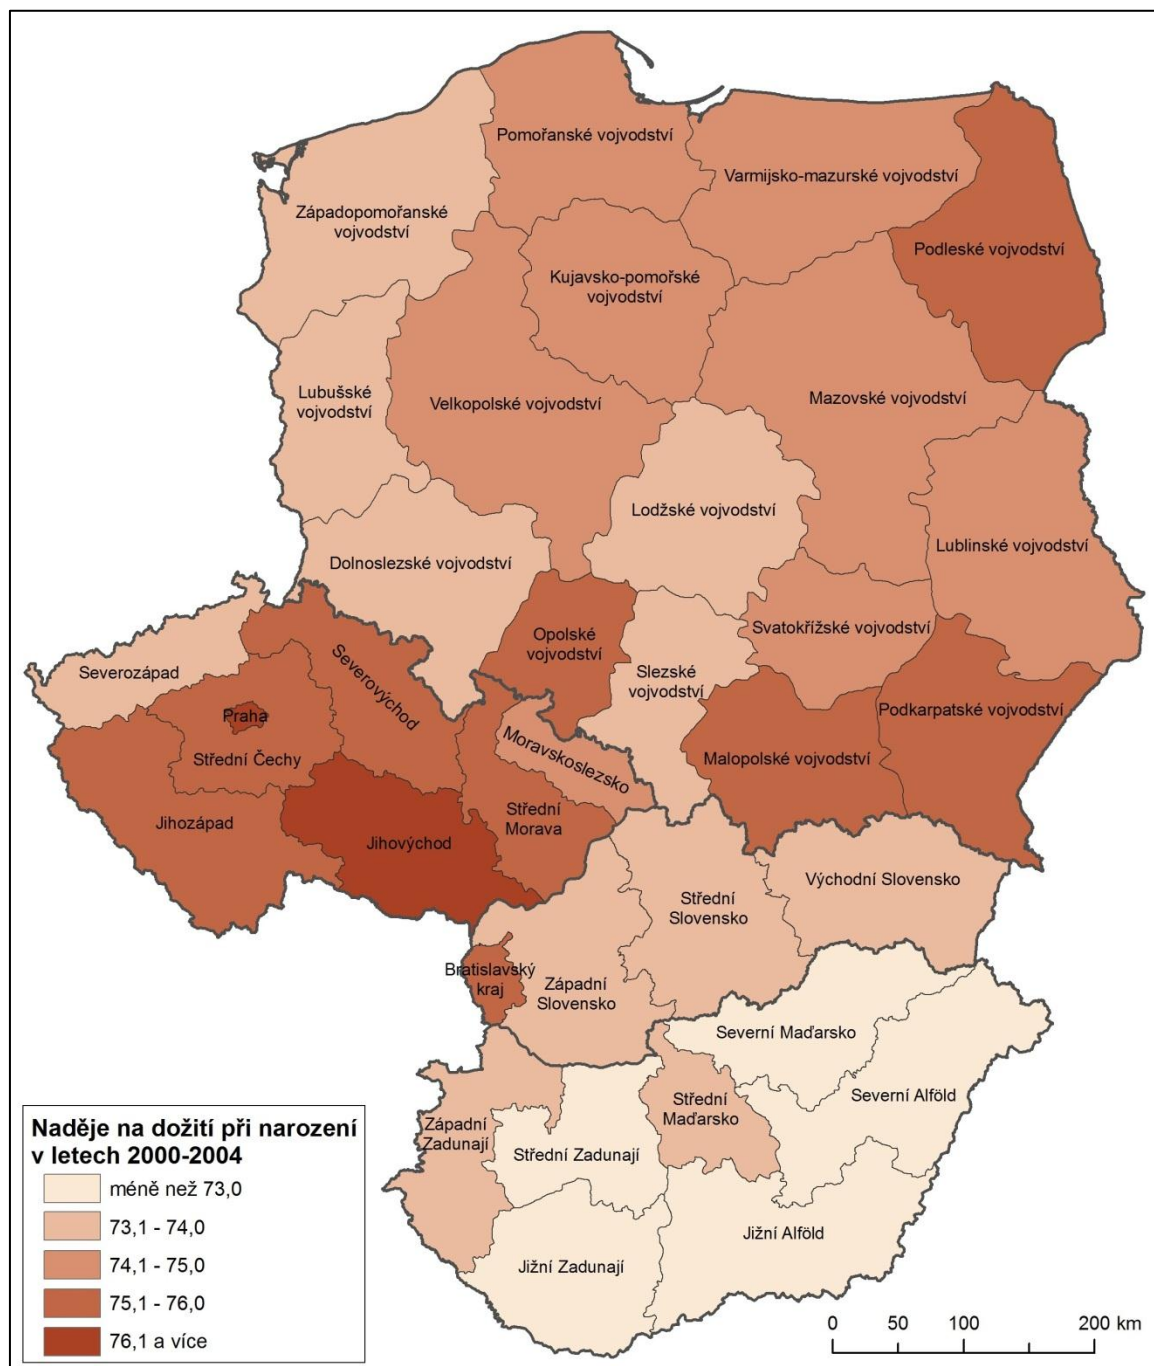 Pomořanské vojvodství
Varmijsko-mazurské vojvodství
Západopomořanské
vojvodství
Podleské vojvodství
Kujavsko-pomořské
vojvodství
Lubušské
vojvodství
Velkopolské vojvodství
Mazovské vojvodství
Lodžské vojvodství
Lublinské vojvodství
Dolnoslezské vojvodství
Opolské
vojvodství
Svatokřížské vojvodství
Severozápad
Severovýchod
Slezské
vojvodství
Praha
Střední Čechy
Moravskoslezsko
Malopolské vojvodství
Podkarpatské vojvodství
Jihozápad
Jihovýchod
Střední
Morava
Východní Slovensko
Střední
Slovensko
Bratislavský
kraj
Západní
Slovensko
Severní Maďarsko
Severní Alföld
Střední
Maďarsko
Západní
Zadunají
Střední Zadunají
Jižní Alföld
Jižní Zadunají
Naděje na dožití při narození
v letech 2000-2004
méně než 73,0
73,1 - 74,0
74,1 - 75,0
75,1 - 76,0
76,1 a více
0 50 100 200 km